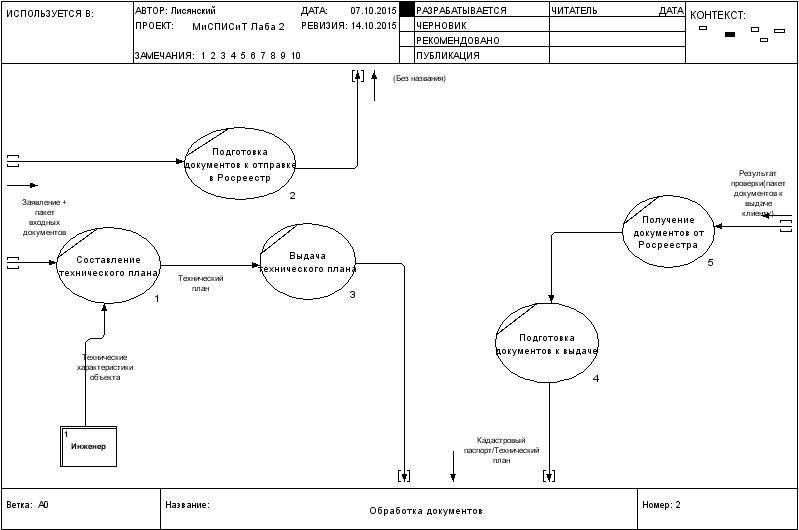 ИСПОЛЬЗУЕТСЯ В:
АВТОР: Лисянский
ДАТА: 07.10.2015
ПРОЕКТ: МиСПИСиТ Лаба 2
РЕВИЗИЯ: 14.10.2015
ЗАМЕЧАНИЯ: 1 2 3 4 5 6 7 8 9 10
РАЗРАБАТЫВАЕТСЯ
ЧЕРНОВИК
РЕКОМЕНДОВАНО
ПУБЛИКАЦИЯ
ЧИТАТЕЛЬ
ДАТА
КОНТЕКСТ:
(Без названия)
Подготовка
документов к отправке
в Росреестр
2
Заявление +
пакет
входных
документов
Результат
проверки(пакет
документов к
выдаче
клиенту)
Получение
документов от
Росреестра
5
Составление
технического плана
1
Технический
план
Выдача
технического плана
3
Подготовка
документов к выдаче
4
Технические
характеристики
объекта
1
Инженер
Кадастровый
паспорт/Технический
план
Ветка: A0
Название:
Обработка документов
Номер: 2